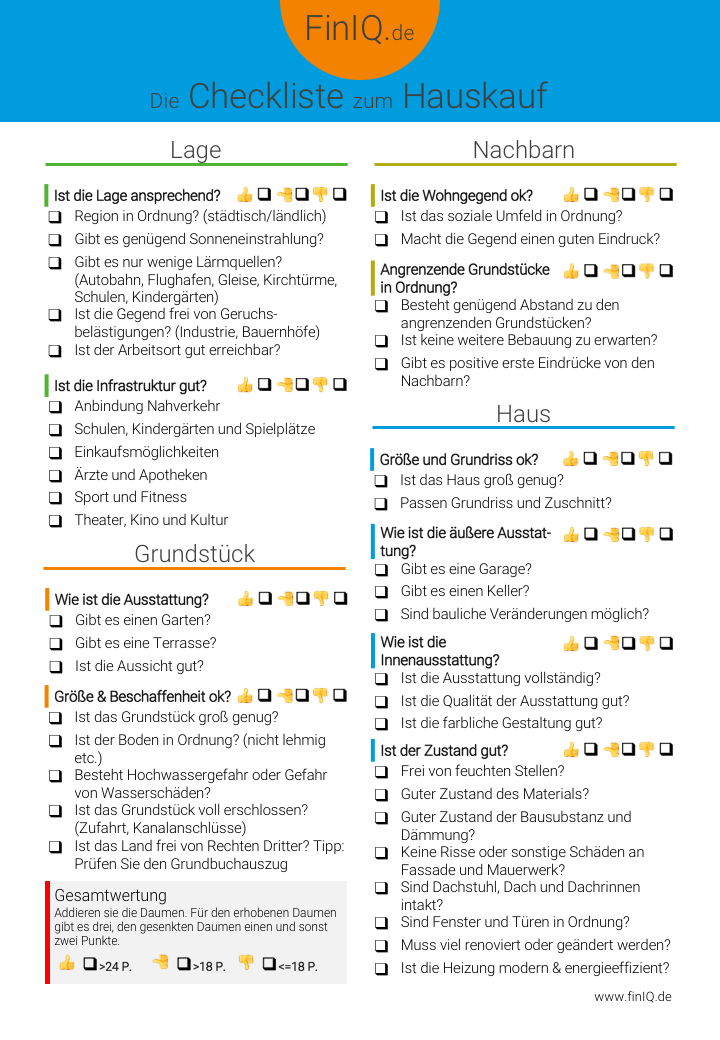 FinIQ.de
Die Checkliste zum Hauskauf
Lage
Ist die Lage ansprechend?
Region in Ordnung? (städtisch/ländlich)
Gibt es genügend Sonneneinstrahlung?
Gibt es nur wenige Lärmquellen?
(Autobahn, Flughafen, Gleise, Kirchtürme,
Schulen, Kindergärten)
Ist die Gegend frei von Geruchs-
belästigungen? (Industrie, Bauernhöfe)
Ist der Arbeitsort gut erreichbar?
Ist die Infrastruktur gut?
Anbindung Nahverkehr
Schulen, Kindergärten und Spielplätze
Einkaufsmöglichkeiten
Ärzte und Apotheken
Sport und Fitness
Theater, Kino und Kultur
Grundstück
Wie ist die Ausstattung?
Gibt es einen Garten?
Gibt es eine Terrasse?
Ist die Aussicht gut?
Größe & Beschaffenheit ok?
Ist das Grundstück groß genug?
Ist der Boden in Ordnung? (nicht lehmig
etc.)
Besteht Hochwassergefahr oder Gefahr
von Wasserschäden?
Ist das Grundstück voll erschlossen?
(Zufahrt, Kanalanschlüsse)
Ist das Land frei von Rechten Dritter? Tipp:
Prüfen Sie den Grundbuchauszug
Gesamtwertung
Addieren sie die Daumen. Für den erhobenen Daumen
gibt es drei, den gesenkten Daumen einen und sonst
zwei Punkte.
>24 P. >18 P. <=18 P.
Nachbarn
Ist die Wohngegend ok?
Ist das soziale Umfeld in Ordnung?
Macht die Gegend einen guten Eindruck?
Angrenzende Grundstücke
in Ordnung?
Besteht genügend Abstand zu den
angrenzenden Grundstücken?
Ist keine weitere Bebauung zu erwarten?
Gibt es positive erste Eindrücke von den
Nachbarn?
Haus
Größe und Grundriss ok?
Ist das Haus groß genug?
Passen Grundriss und Zuschnitt?
Wie ist die äußere Ausstat-
tung?
Gibt es eine Garage?
Gibt es einen Keller?
Sind bauliche Veränderungen möglich?
Wie ist die
Innenausstattung?
Ist die Ausstattung vollständig?
Ist die Qualität der Ausstattung gut?
Ist die farbliche Gestaltung gut?
Ist der Zustand gut?
Frei von feuchten Stellen?
Guter Zustand des Materials?
Guter Zustand der Bausubstanz und
Dämmung?
Keine Risse oder sonstige Schäden an
Fassade und Mauerwerk?
Sind Dachstuhl, Dach und Dachrinnen
intakt?
Sind Fenster und Türen in Ordnung?
Muss viel renoviert oder geändert werden?
Ist die Heizung modern & energieeffizient?
www.finIQ.de